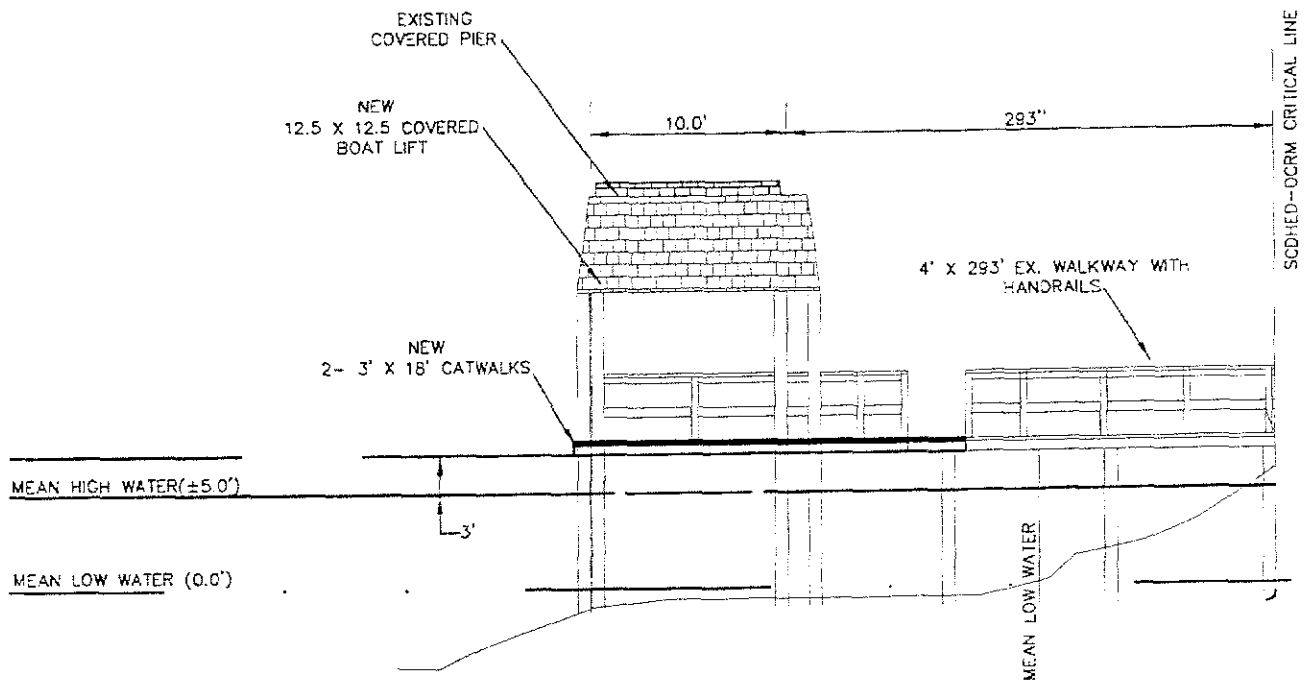 EXISTING
COVERED PIER
NEW
12.5 X 12.5 COVERED
BOAT LIFT
10.0'
293"
SCDHED-OCRM CRITICAL LINE
4' X 293' EX. WALKWAY WITH
HANDRAILS
NEW
2- 3' X 18' CATWALKS
MEAN HIGH WATER(±5.0')
3'
MEAN LOW WATER (0.0')
MEAN LOW WATER